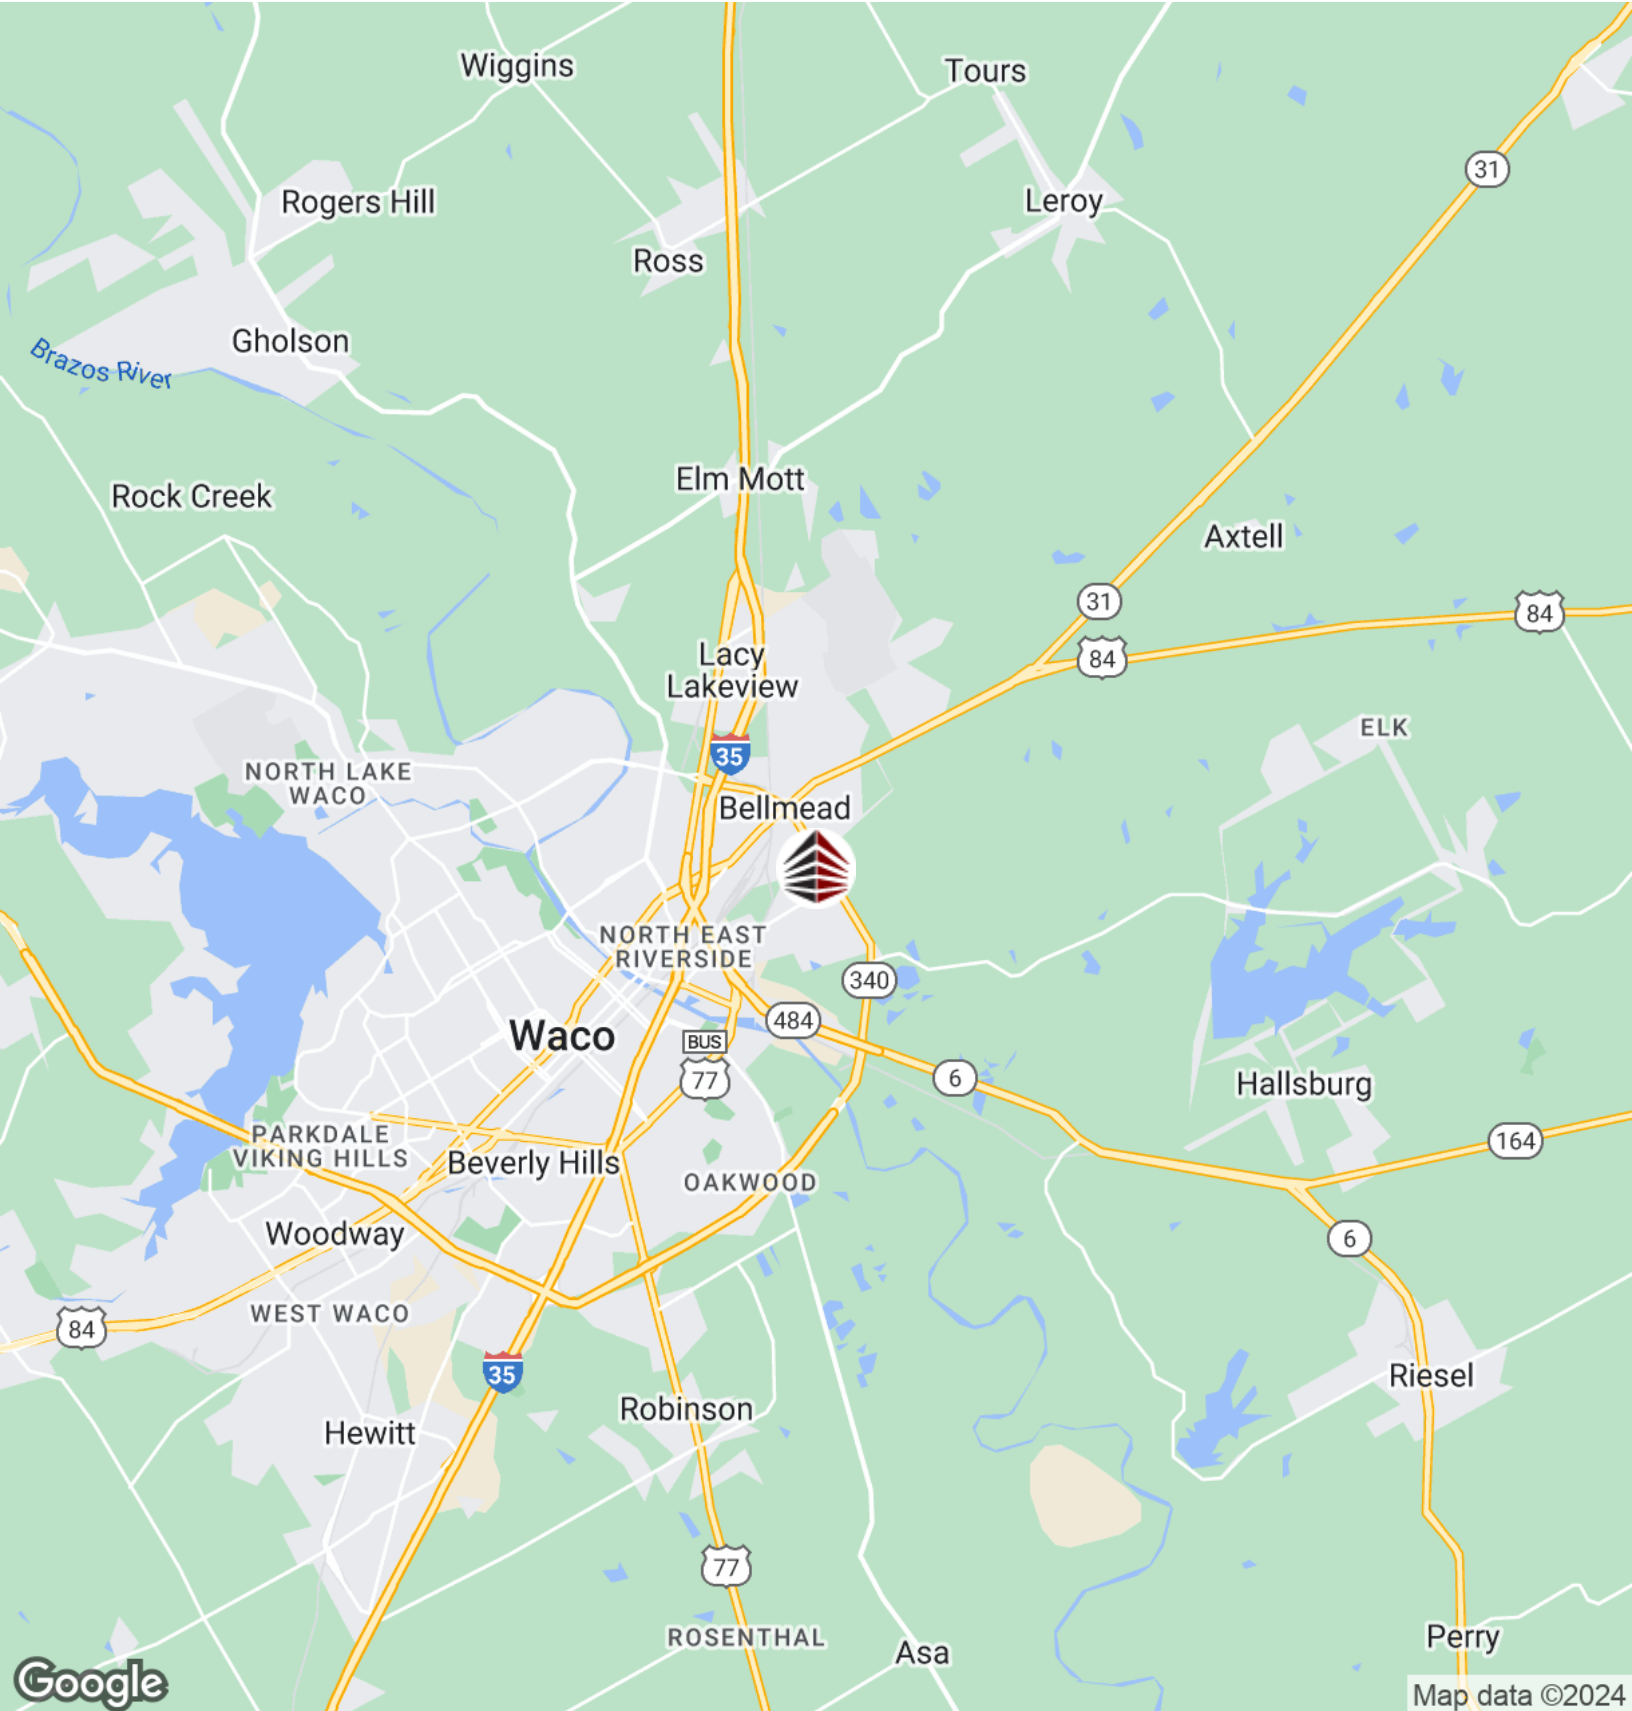 Wiggins
Tours
31
Rogers Hill
Leroy
Ross
Gholson
Brazos River
Elm Mott
Rock Creek
Axtell
31
84
84
Lacy
Lakeview
ELK
35
NORTH LAKE
WACO
Bellmead
NORTH EAST
RIVERSIDE
340
484
Waco
BUS
77
6
Hallsburg
PARKDALE
VIKING HILLS
164
Beverly Hills
OAKWOOD
Woodway
6
WEST WACO
84
35
Riesel
Robinson
Hewitt
77
ROSENTHAL
Asa
Perry
Google
Map data ©2024